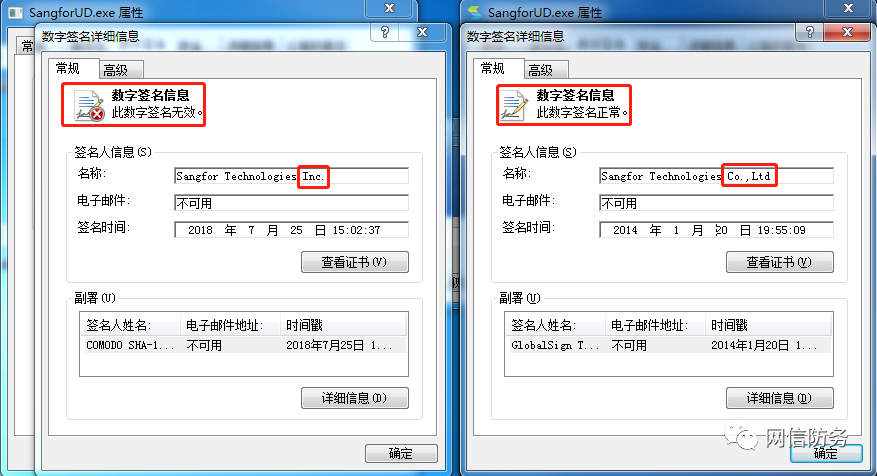 SangforUD.exe 属性
数字签名详细信息
常规
高级
数字签名信息
此数字签名无效。
签名人信息(S)
名称:
Sangfor Technologies Inc.
电子邮件:
不可用
签名时间:
2018 年 7 月 25 日 15:02:37
查看证书(V)
副署(U)
签名人姓名: 电子邮件地址: 时间戳
COMODO SHA-1... 不可用 2018年7月25日 1...
详细信息(D)
确定
SangforUD.exe 属性
数字签名详细信息
常规
高级
数字签名信息
此数字签名正常。
签名人信息(S)
名称:
Sangfor Technologies Co.,Ltd
电子邮件:
不可用
签名时间:
2014 年 1 月 20 日 19:55:09
查看证书(V)
副署(U)
签名人姓名: 电子邮件地址: 时间戳
GlobalSign T... 不可用 2014年1月20日 1...
详细信息(D)
确定
网信防务